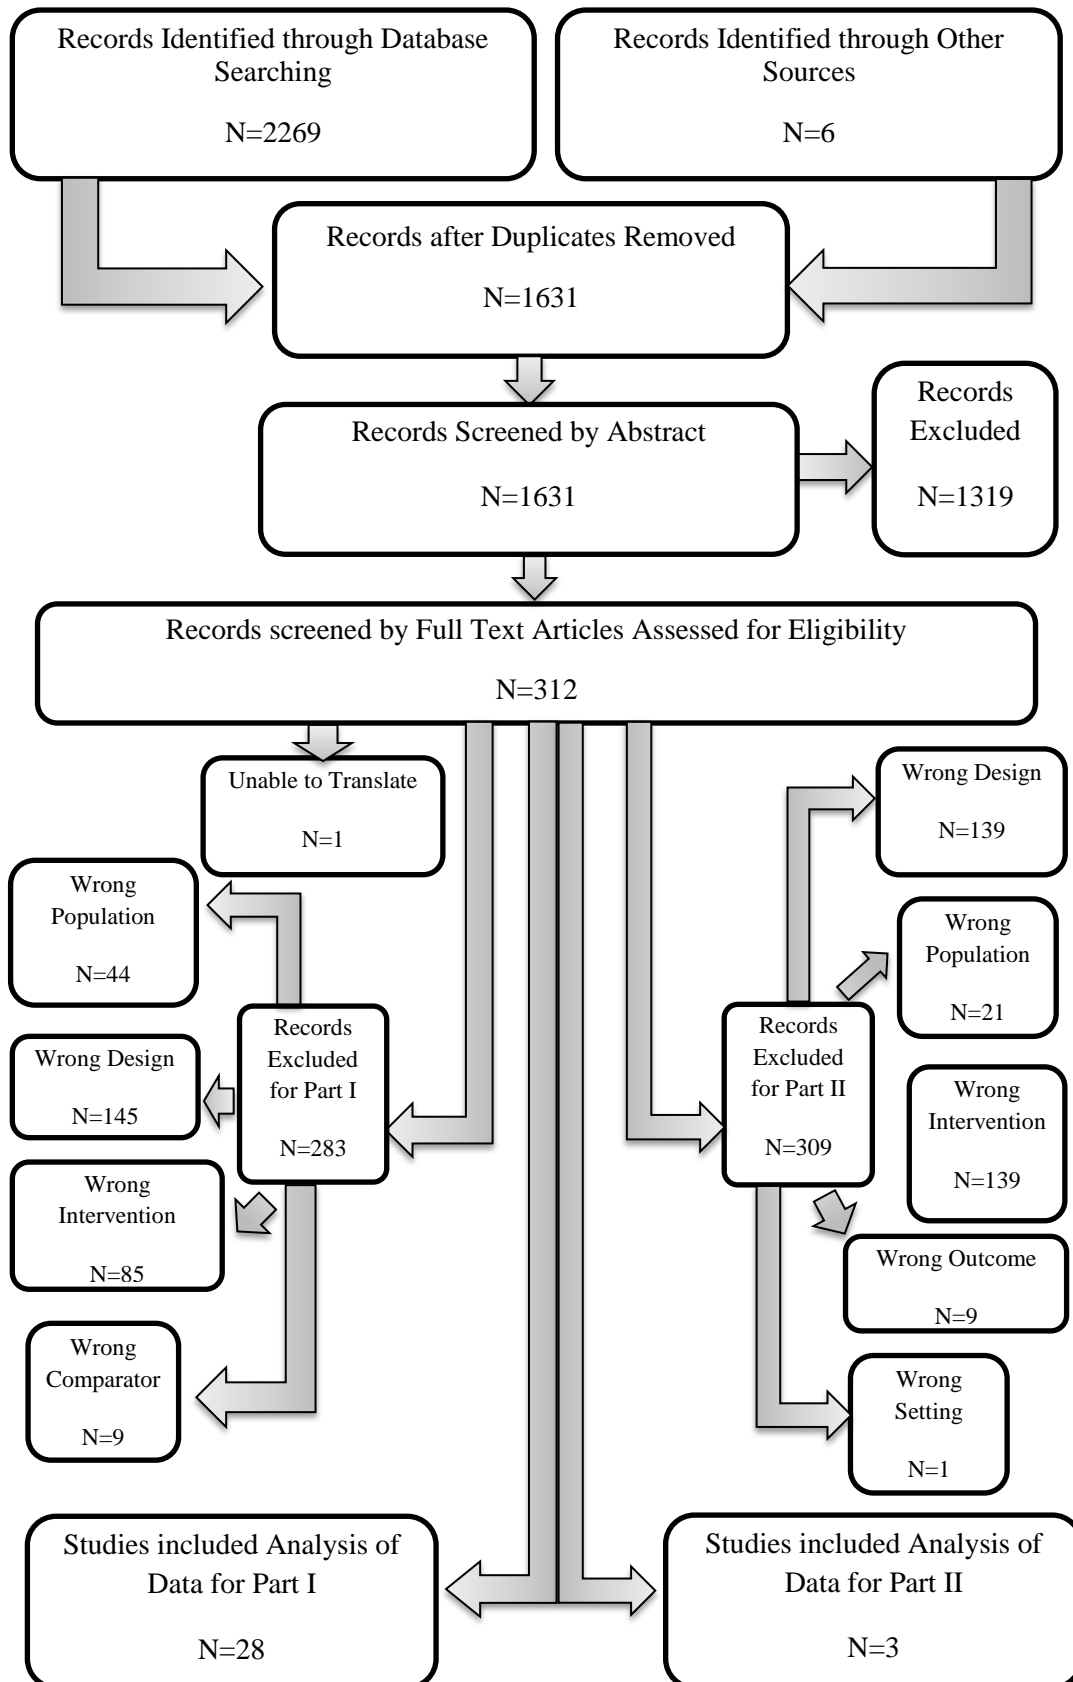 Records Identified through Database
Searching
N=2269
Records Identified through Other
Sources
N=6
Records after Duplicates Removed
N=1631
Records Screened by Abstract
N=1631
Records
Excluded
N=1319
Records screened by Full Text Articles Assessed for Eligibility
N=312
Unable to Translate
N=1
Wrong
Population
N=44
Records
Excluded
for Part I
N=283
Wrong Design
N=145
Wrong
Intervention
N=85
Wrong
Comparator
N=9
Wrong Design
N=139
Wrong
Population
N=21
Records
Excluded
for Part II
N=309
Wrong
Intervention
N=139
Wrong Outcome
N=9
Wrong
Setting
N=1
Studies included Analysis of
Data for Part I
N=28
Studies included Analysis of
Data for Part II
N=3